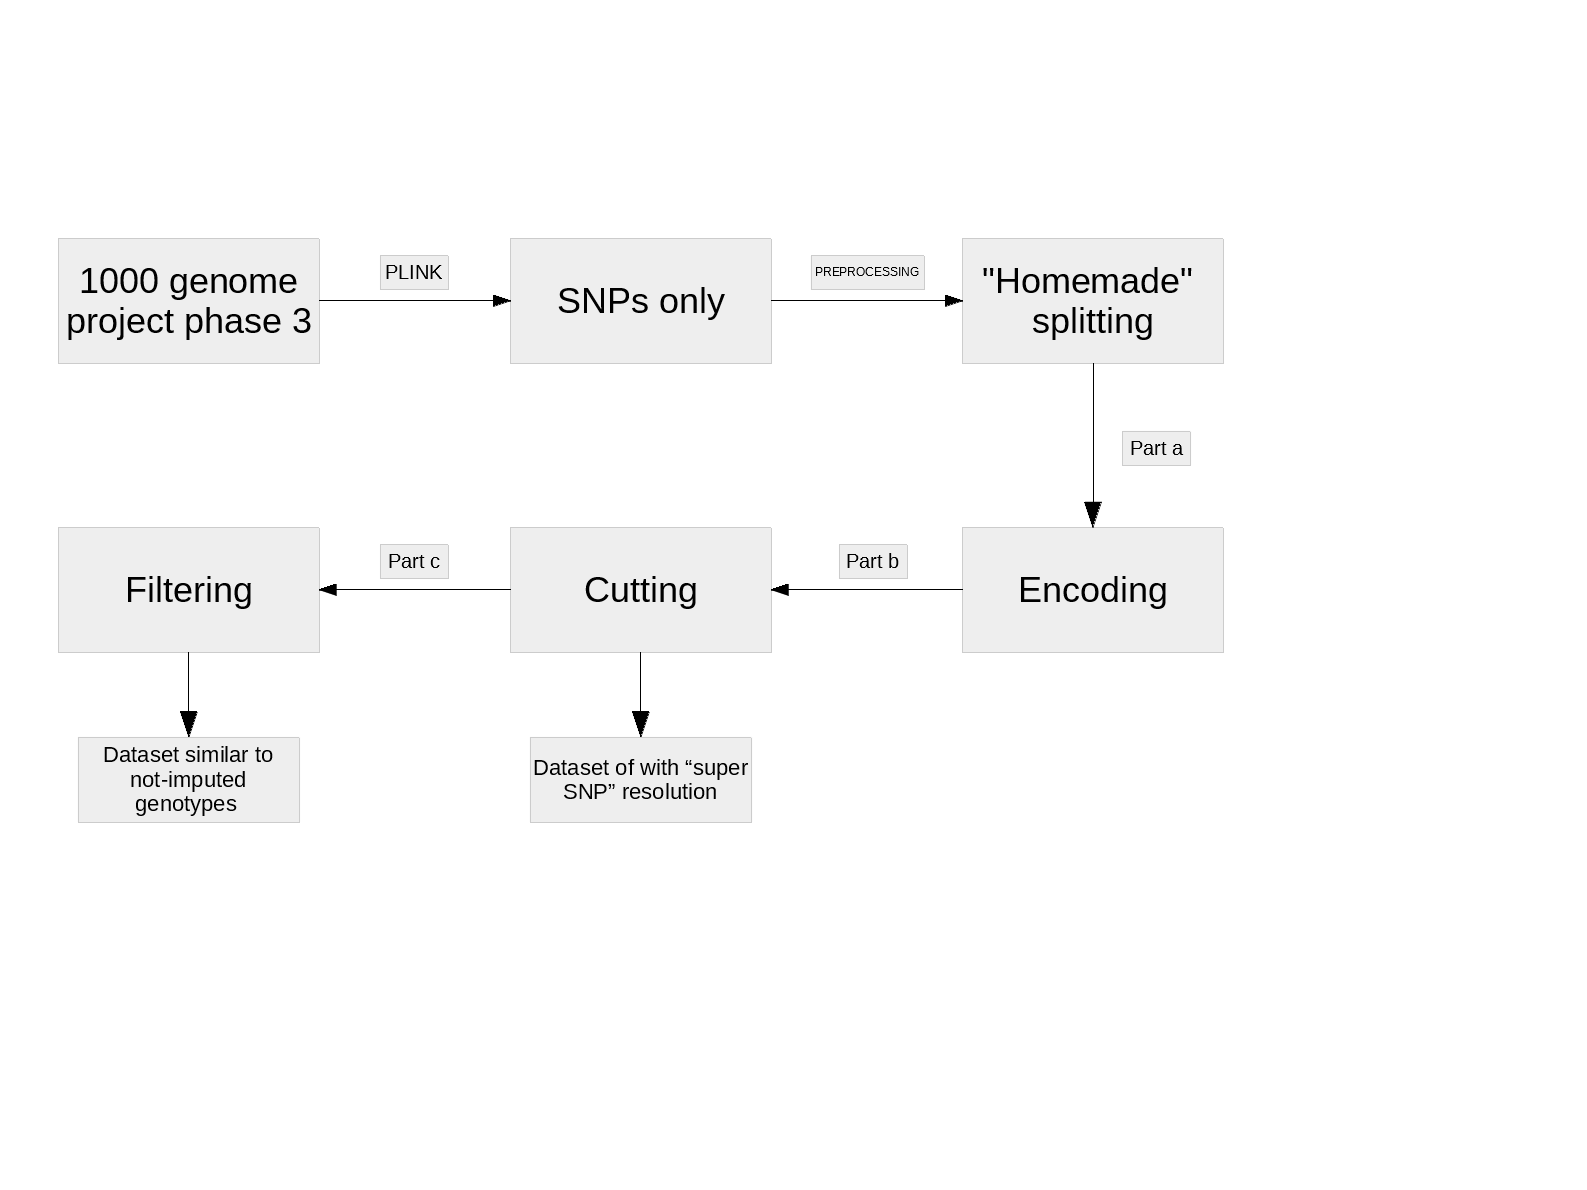 1000 genome
project phase 3
PLINK
SNPs only
PREPROCESSING
"Homemade"
splitting
Part a
Encoding
Part b
Cutting
Part c
Filtering
Dataset of with “super
SNP” resolution
Dataset similar to
not-imputed
genotypes